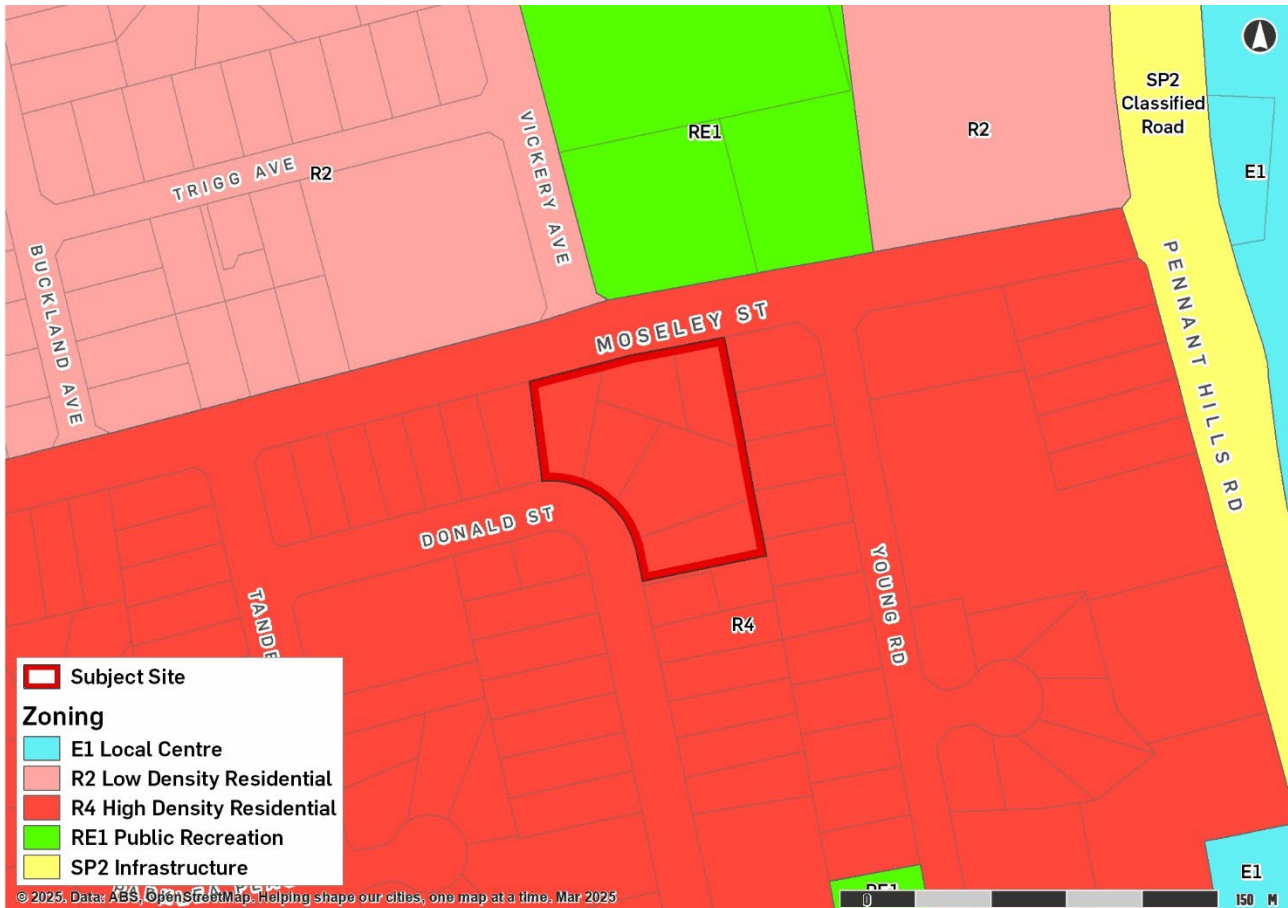 SP2
Classified
Road
RE1
R2
E1
VICKERY AVE
TRIGG AVE
R2
BUCKLAND AVE
MOSELEY ST
PENNANT HILLS RD
DONALD ST
YOUNG RD
R4
Subject Site
Zoning
E1 Local Centre
R2 Low Density Residential
R4 High Density Residential
RE1 Public Recreation
SP2 Infrastructure
E1
RE1
© 2025. Data: ABS, OpenStreetMap. Helping shape our cities, one map at a time. Mar 2025
0 150 M